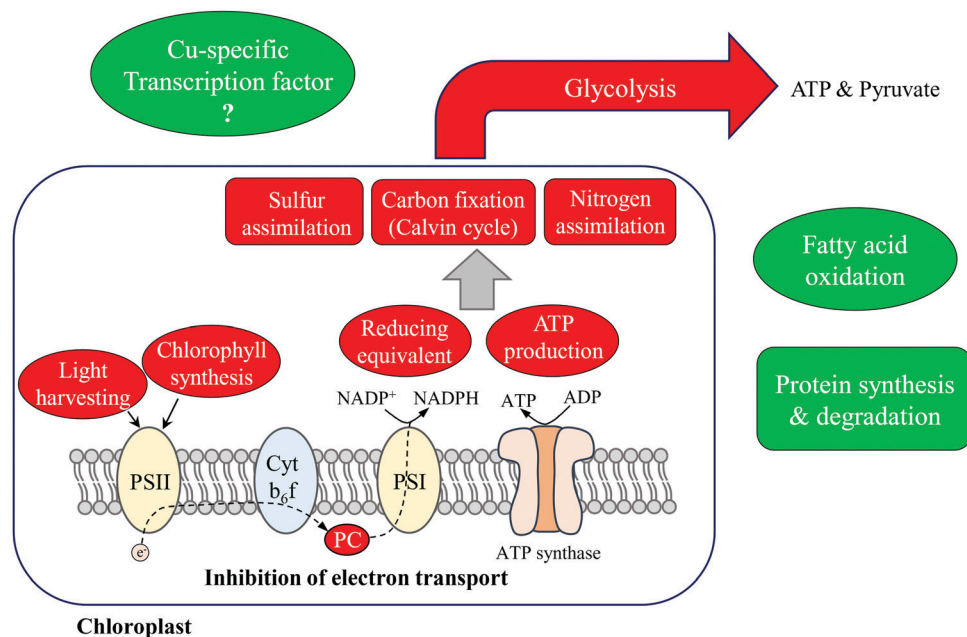 Cu-specific
Transcription factor
?
Glycolysis
ATP & Pyruvate
Sulfur
assimilation
Carbon fixation
(Calvin cycle)
Nitrogen
assimilation
Fatty acid
oxidation
Reducing
equivalent
ATP
production
Chlorophyll
synthesis
Light
harvesting
Protein synthesis
& degradation
NADP⁺
NADPH
ATP
ADP
PSII
Cyt
b₆f
PSI
PC
e⁻
ATP synthase
Inhibition of electron transport
Chloroplast